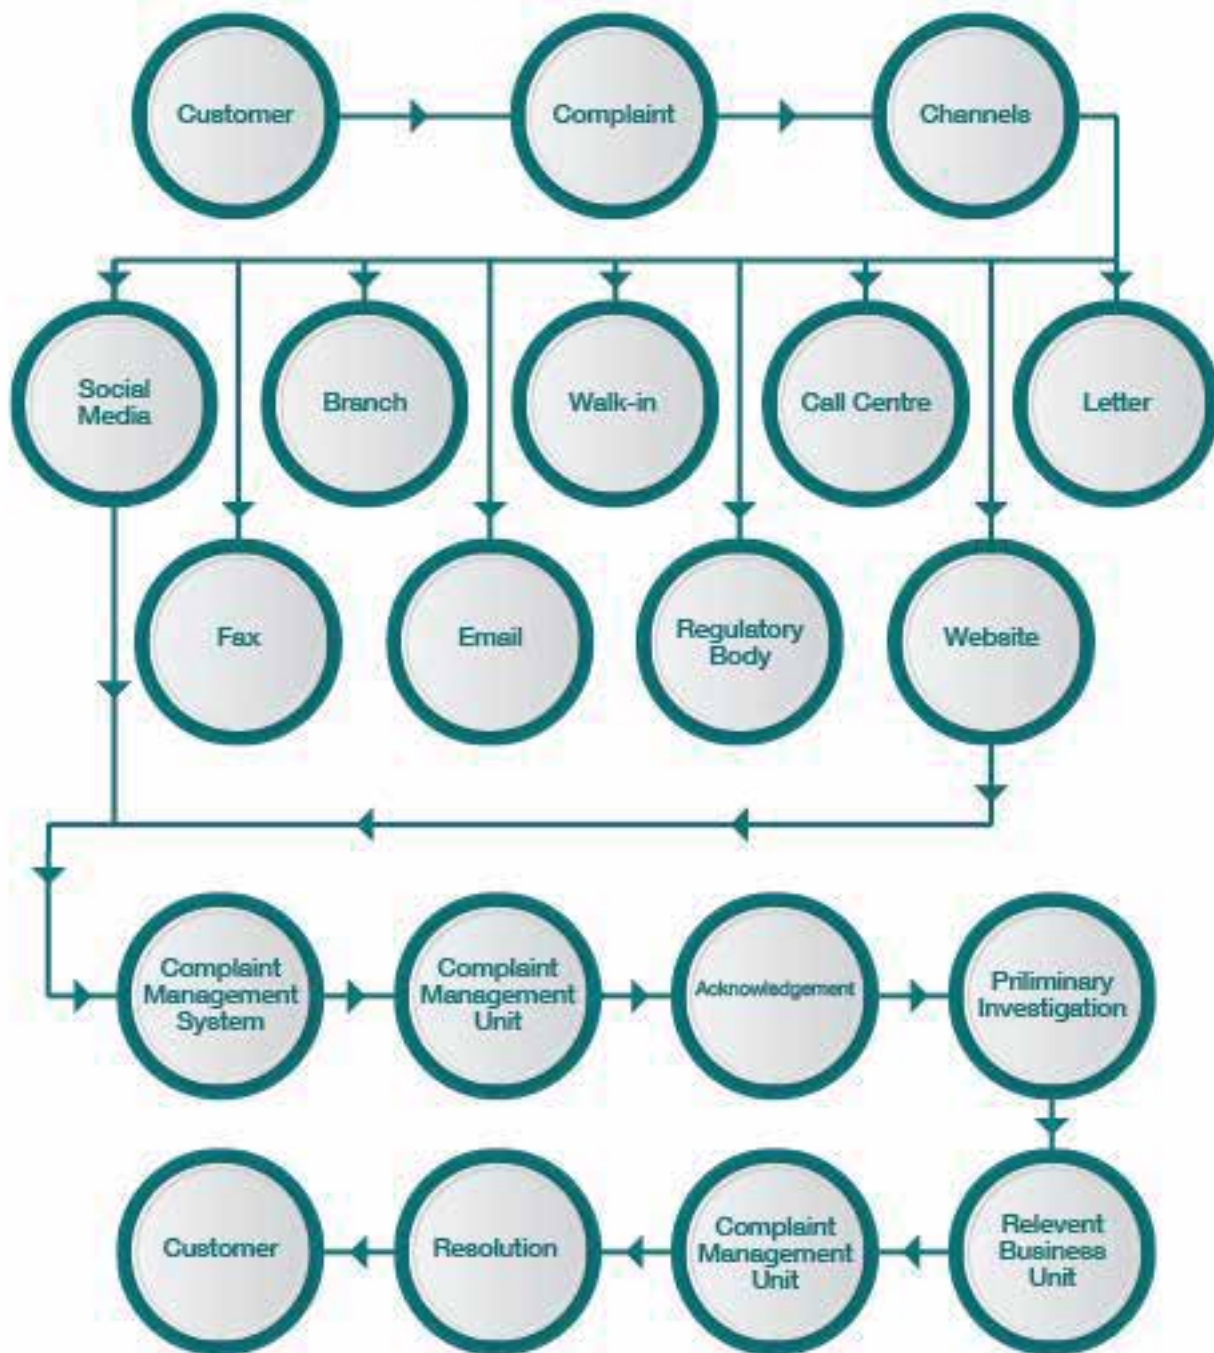 Customer
Complaint
Channels
Social
Media
Branch
Walk-in
Call Centre
Letter
Fax
Email
Regulatory
Body
Website
Complaint
Management
System
Complaint
Management
Unit
Acknowledgement
Priliminary
Investigation
Customer
Resolution
Complaint
Management
Unit
Relevent
Business
Unit